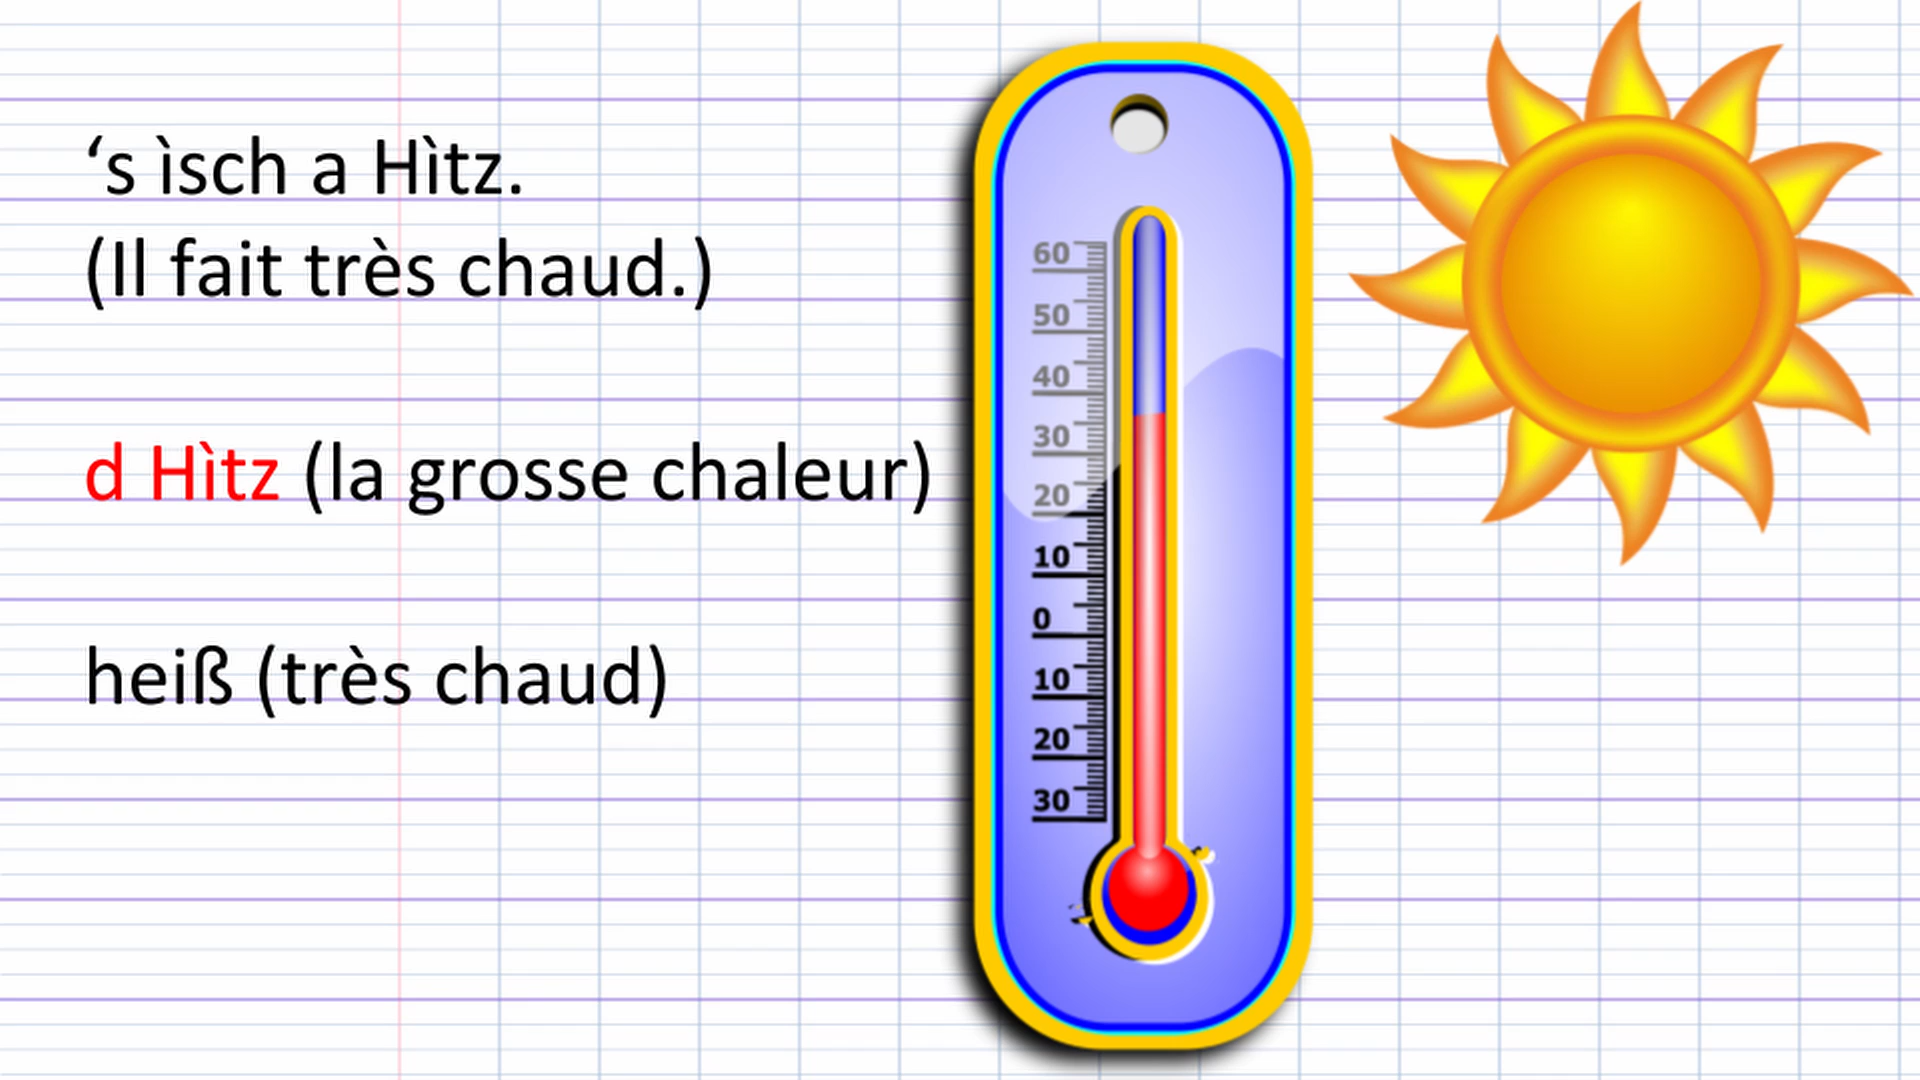 ‘s ìsch a Hìtz.
(Il fait très chaud.)
d Hìtz (la grosse chaleur)
heiß (très chaud)
60
50
40
30
20
10
0
10
20
30